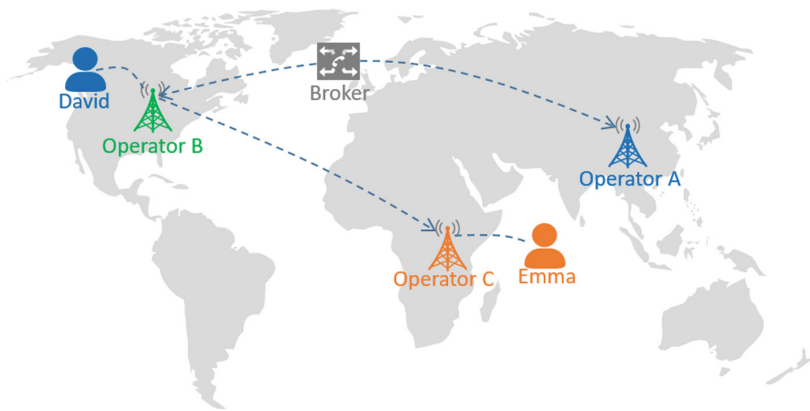 David
Broker
Operator B
Operator A
Operator C
Emma